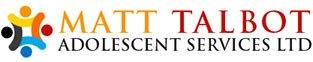 MATT TALBOT
ADOLESCENT SERVICES LTD